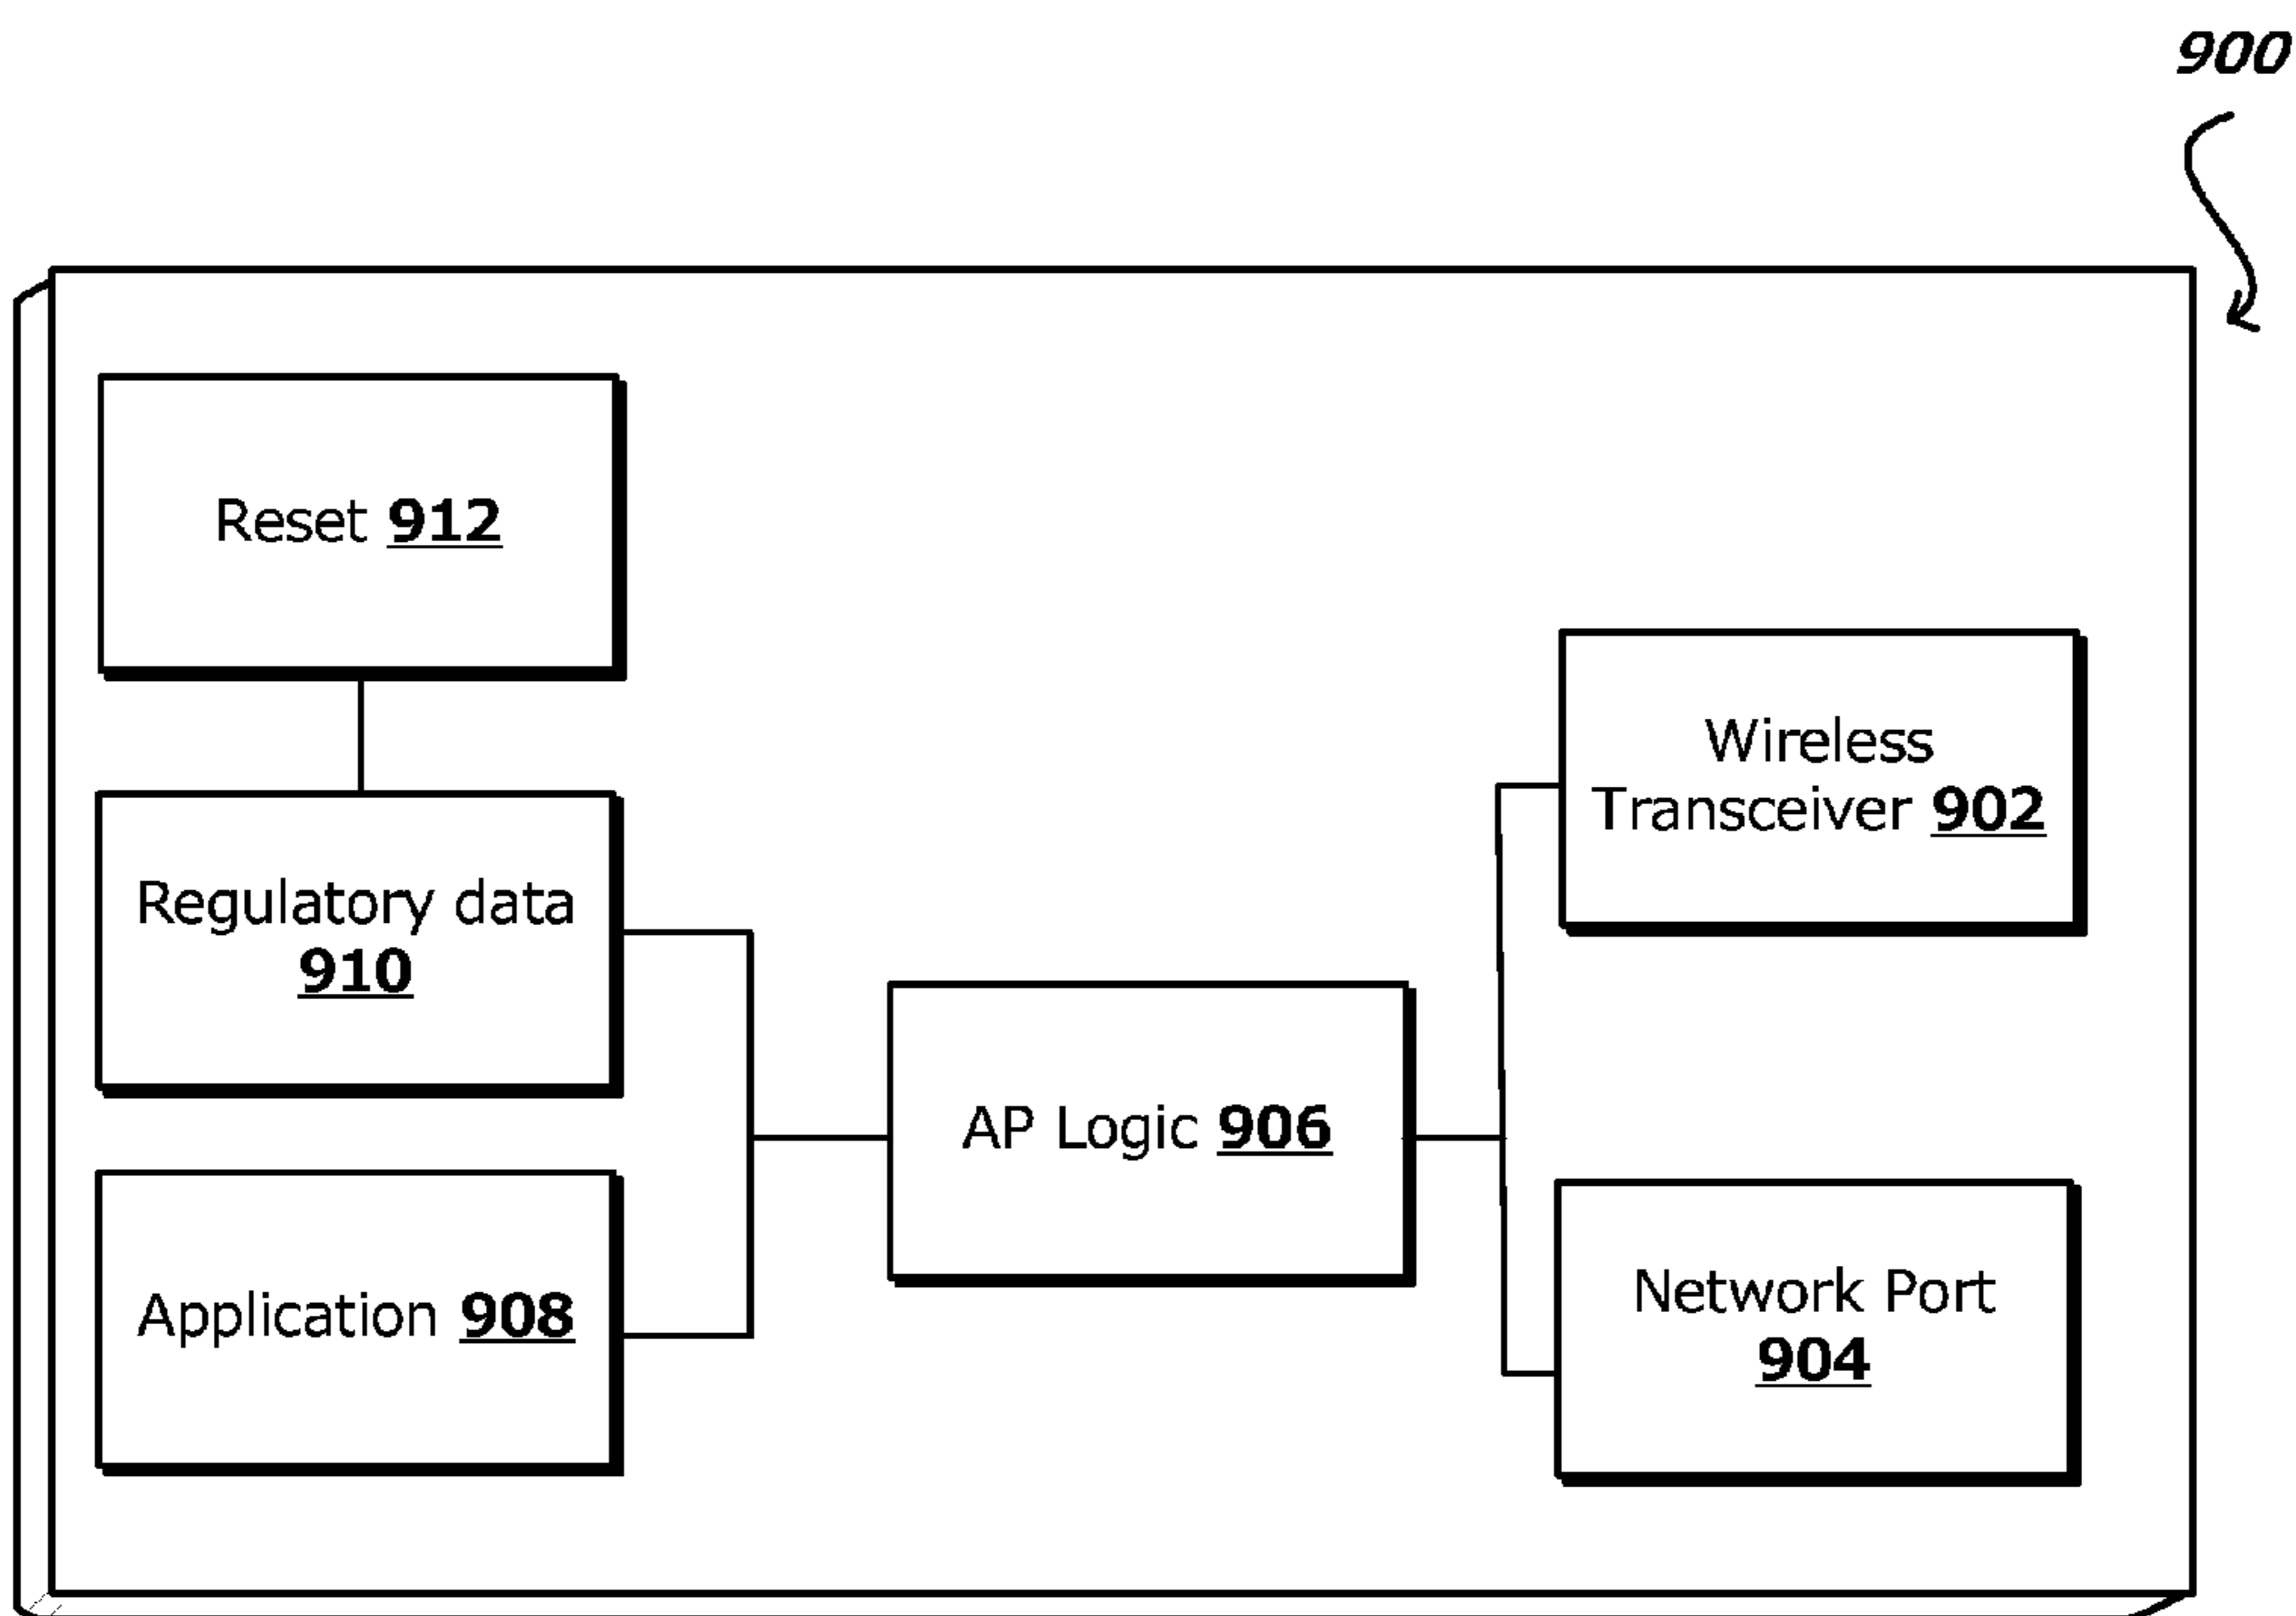 900
Reset 912
Wireless
Transceiver 902
Regulatory data
910
AP Logic 906
Application 908
Network Port
904